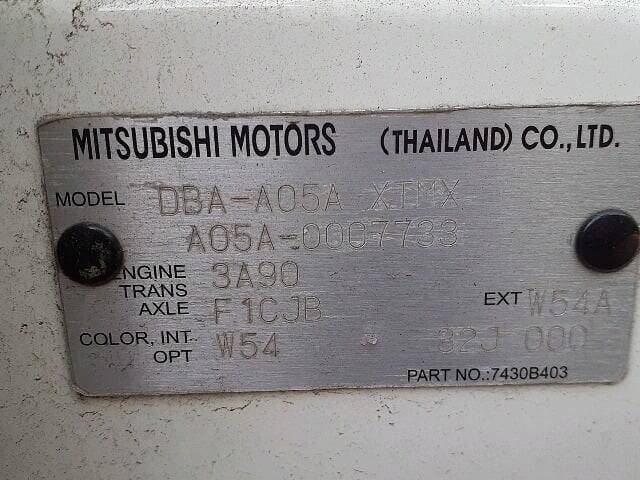 MITSUBISHI MOTORS (THAILAND) CO.,LTD.
MODEL DBA-A05A XTMX
A05A-0007733
ENGINE 3A90
TRANS AXLE F1CJB EXT W54A
COLOR, INT OPT W54 32J 000
PART NO.:7430B403